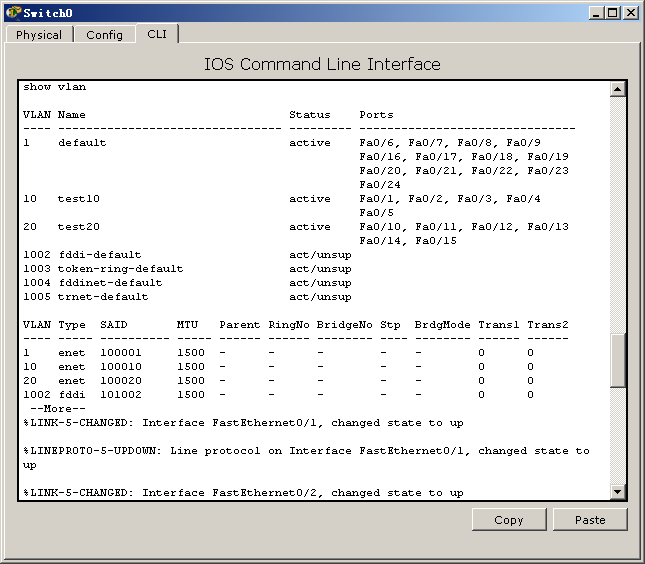 Switch0
Physical Config CLI
IOS Command Line Interface
show vlan
VLAN Name                             Status    Ports
---- -------------------------------- --------- -------------------------------
1    default                          active    Fa0/6, Fa0/7, Fa0/8, Fa0/9
                                                Fa0/16, Fa0/17, Fa0/18, Fa0/19
                                                Fa0/20, Fa0/21, Fa0/22, Fa0/23
                                                Fa0/24
10   test10                           active    Fa0/1, Fa0/2, Fa0/3, Fa0/4
                                                Fa0/5
20   test20                           active    Fa0/10, Fa0/11, Fa0/12, Fa0/13
                                                Fa0/14, Fa0/15
1002 fddi-default                     act/unsup
1003 token-ring-default               act/unsup
1004 fddinet-default                  act/unsup
1005 trnet-default                    act/unsup
VLAN Type  SAID       MTU   Parent RingNo BridgeNo Stp  BrdgMode Trans1 Trans2
---- ----- ---------- ----- ------ ------ -------- ---- -------- ------ ------
1    enet  100001     1500  -      -      -        -    -        0      0
10   enet  100010     1500  -      -      -        -    -        0      0
20   enet  100020     1500  -      -      -        -    -        0      0
1002 fddi  101002     1500  -      -      -        -    -        0      0
 --More--
%LINK-5-CHANGED: Interface FastEthernet0/1, changed state to up
%LINEPROTO-5-UPDOWN: Line protocol on Interface FastEthernet0/1, changed state to
up
%LINK-5-CHANGED: Interface FastEthernet0/2, changed state to up
Copy Paste